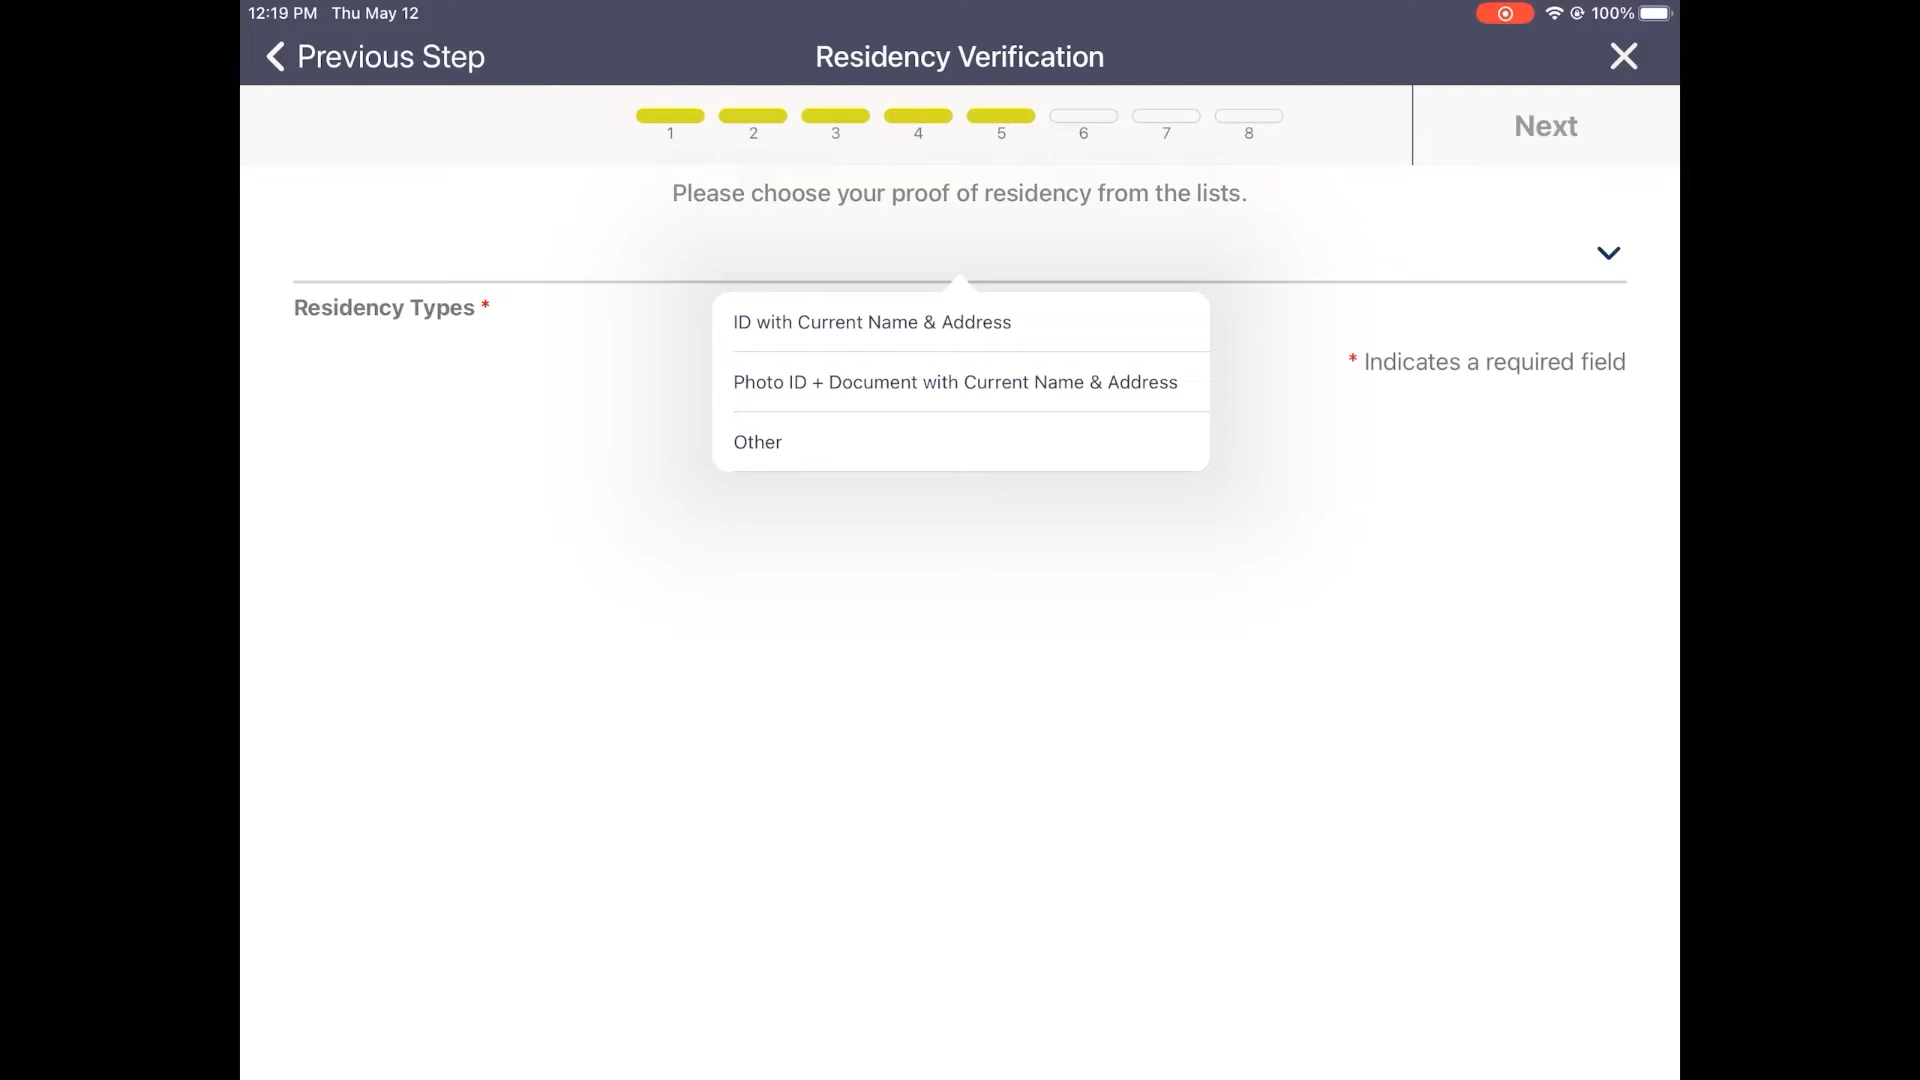 12:19 PM Thu May 12
100%
Previous Step
Residency Verification
1 2 3 4 5 6 7 8
Next
Please choose your proof of residency from the lists.
Residency Types *
ID with Current Name & Address
* Indicates a required field
Photo ID + Document with Current Name & Address
Other